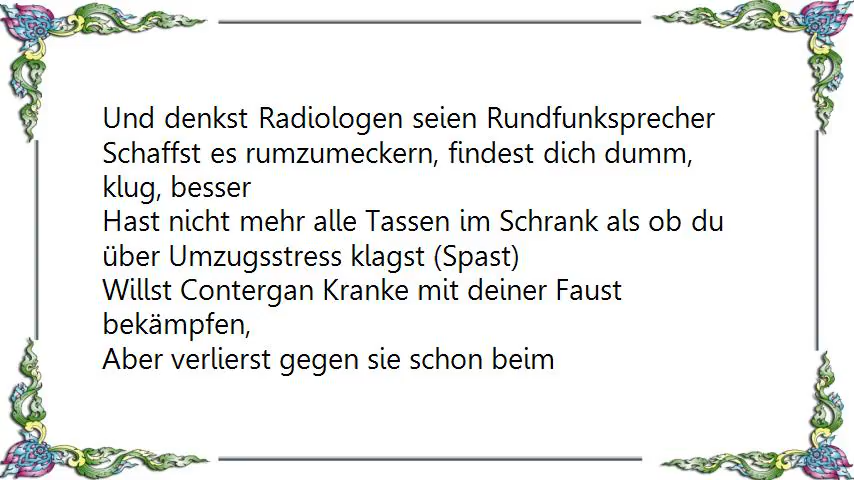 Und denkst Radiologen seien Rundfunksprecher
Schaffst es rumzumeckern, findest dich dumm,
klug, besser
Hast nicht mehr alle Tassen im Schrank als ob du
über Umzugsstress klagst (Spast)
Willst Contergan Kranke mit deiner Faust
bekämpfen,
Aber verlierst gegen sie schon beim